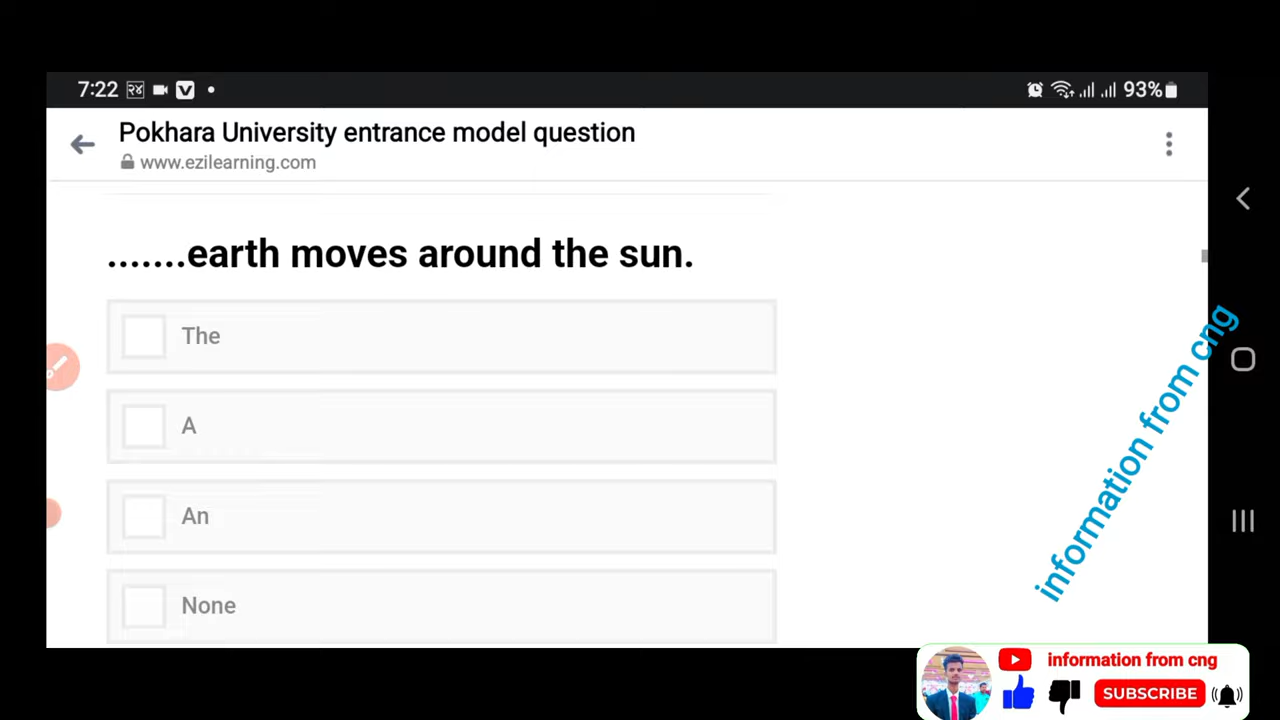 7:22 २४ V
93%
Pokhara University entrance model question
www.ezilearning.com
.......earth moves around the sun.
The
A
An
None
information from cng
information from cng
SUBSCRIBE